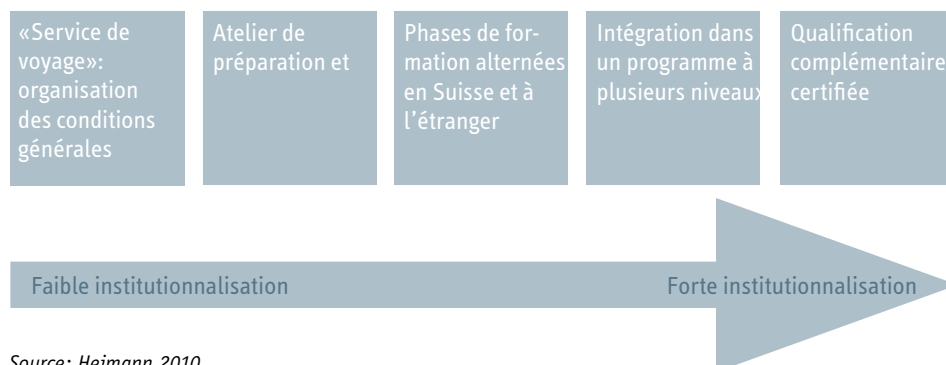 «Service de
voyage»:
organisation
des conditions
générales
Atelier de
préparation et
Phases de for-
mation alternées
en Suisse et à
l’étranger
Intégration dans
un programme à
plusieurs niveaux
Qualification
complémentaire
certifiée
Faible institutionnalisation
Forte institutionnalisation
Source: Heimann 2010